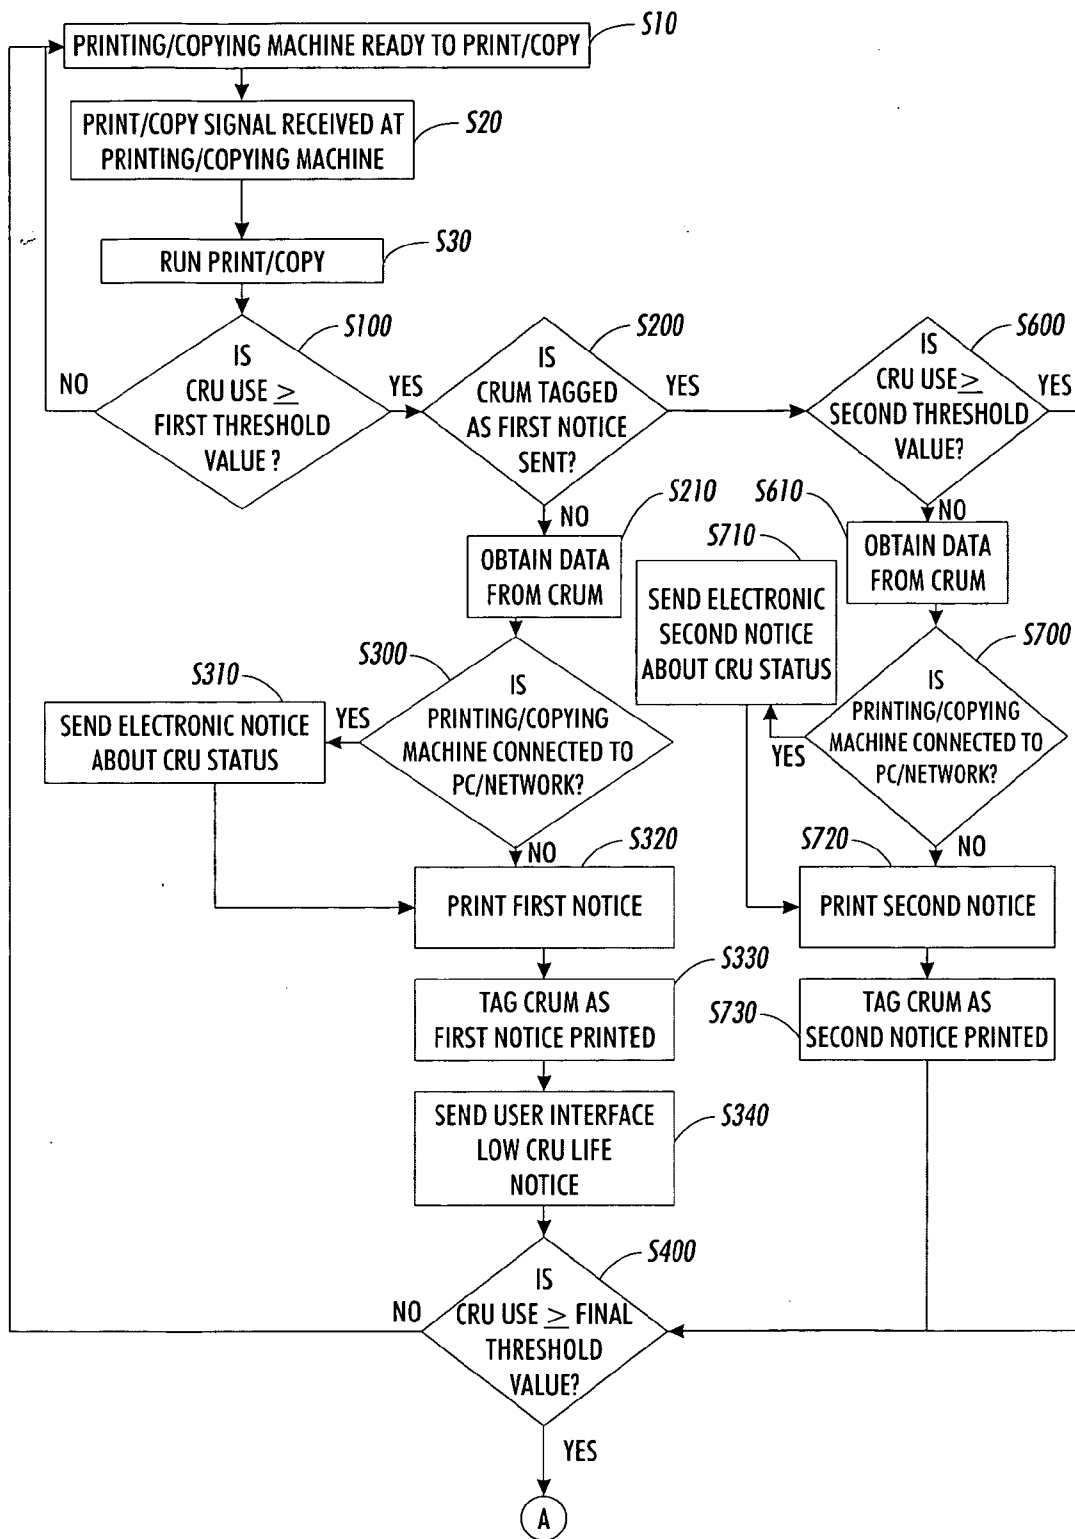 S10
PRINTING/COPYING MACHINE READY TO PRINT/COPY
S20
PRINT/COPY SIGNAL RECEIVED AT
PRINTING/COPYING MACHINE
S30
RUN PRINT/COPY
S100
IS
CRU USE ≥
FIRST THRESHOLD
VALUE ?
NO
YES
S200
IS
CRUM TAGGED
AS FIRST NOTICE
SENT?
YES
NO
S600
IS
CRU USE ≥
SECOND THRESHOLD
VALUE?
YES
NO
S210
OBTAIN DATA
FROM CRUM
S610
OBTAIN DATA
FROM CRUM
S710
SEND ELECTRONIC
SECOND NOTICE
ABOUT CRU STATUS
S300
IS
PRINTING/COPYING
MACHINE CONNECTED TO
PC/NETWORK?
YES
NO
S310
SEND ELECTRONIC NOTICE
ABOUT CRU STATUS
S700
IS
PRINTING/COPYING
MACHINE CONNECTED TO
PC/NETWORK?
YES
NO
S320
PRINT FIRST NOTICE
S720
PRINT SECOND NOTICE
S330
TAG CRUM AS
FIRST NOTICE PRINTED
S730
TAG CRUM AS
SECOND NOTICE PRINTED
S340
SEND USER INTERFACE
LOW CRU LIFE
NOTICE
S400
IS
CRU USE ≥ FINAL
THRESHOLD
VALUE?
NO
YES
A